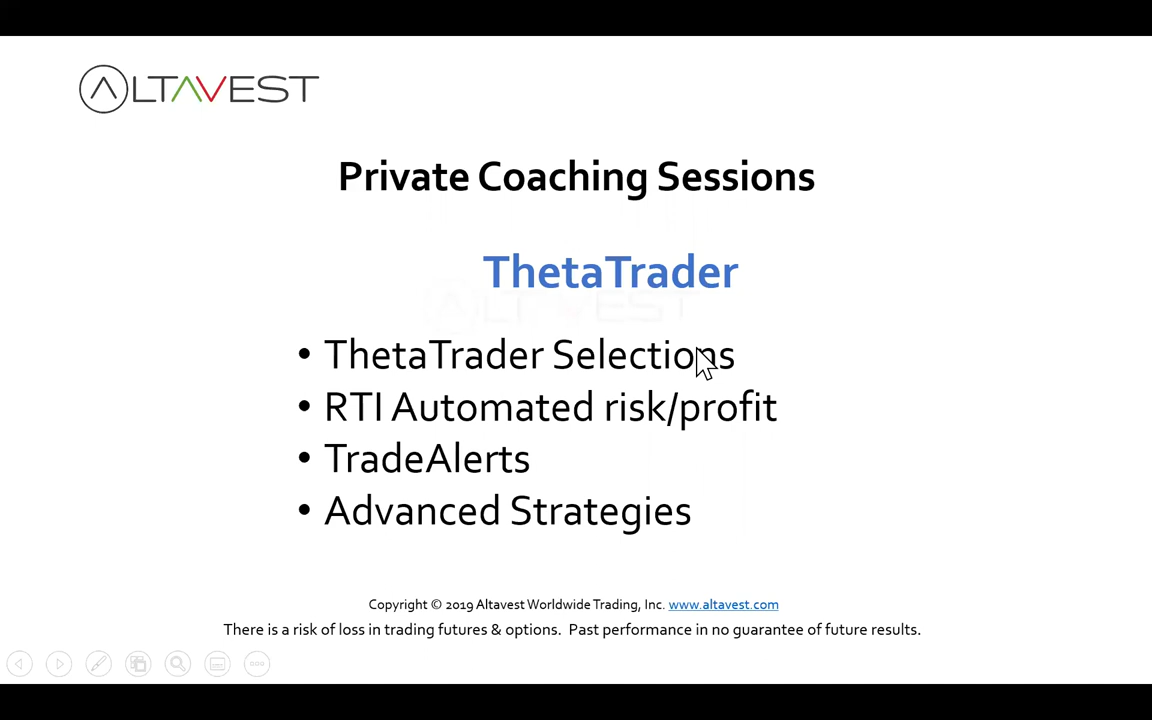 ALTAVEST
Private Coaching Sessions
ThetaTrader
• ThetaTrader Selections
• RTI Automated risk/profit
• TradeAlerts
• Advanced Strategies
Copyright © 2019 Altavest Worldwide Trading, Inc. www.altavest.com
There is a risk of loss in trading futures & options. Past performance in no guarantee of future results.